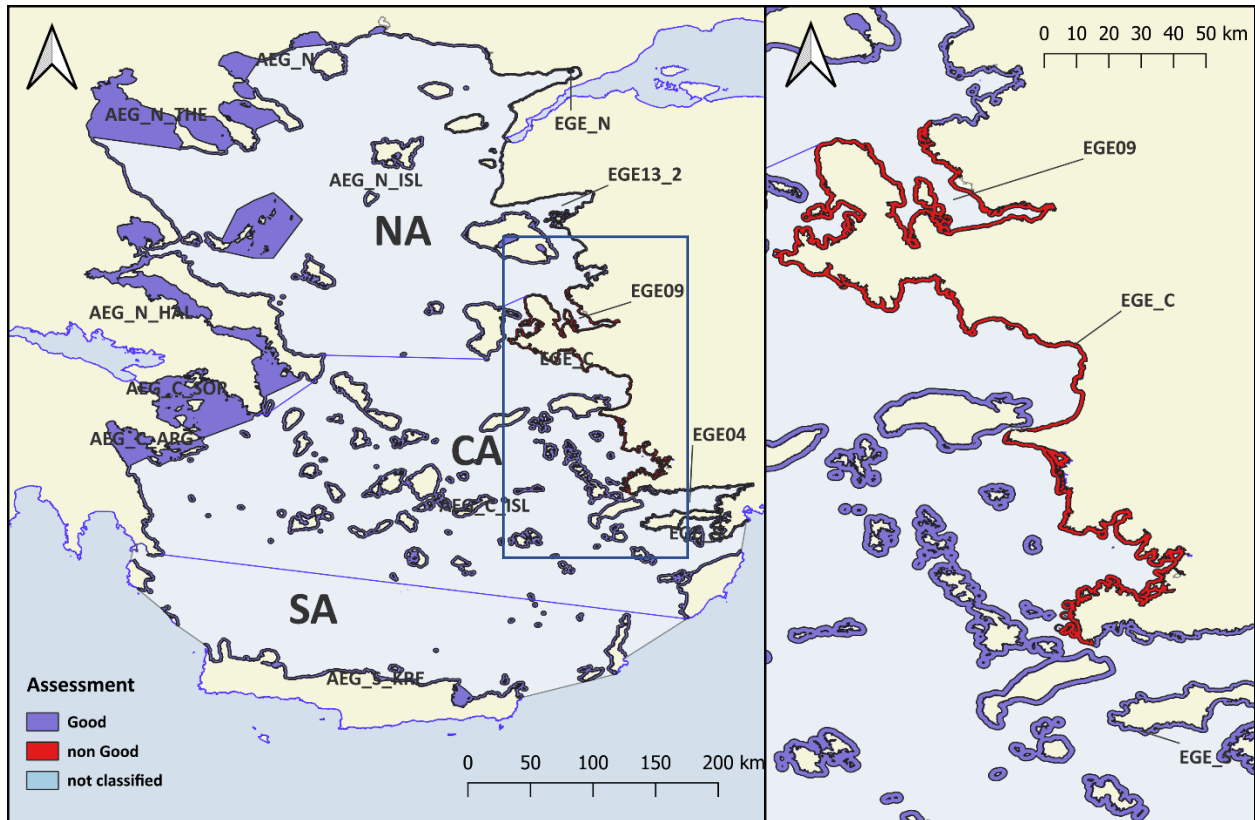 AEG_N
AEG_N_THE
EGE_N
AEG_N_ISL
EGE13_2
NA
EGE09
AEG_N_HAL
EGE_C
AEG_C_SOR
AEG_C_ARG
CA
EGE04
AEG_C_ISL
SA
AEG_S_KRE
Assessment
Good
non Good
not classified
0 50 100 150 200 km
0 10 20 30 40 50 km
EGE09
EGE_C